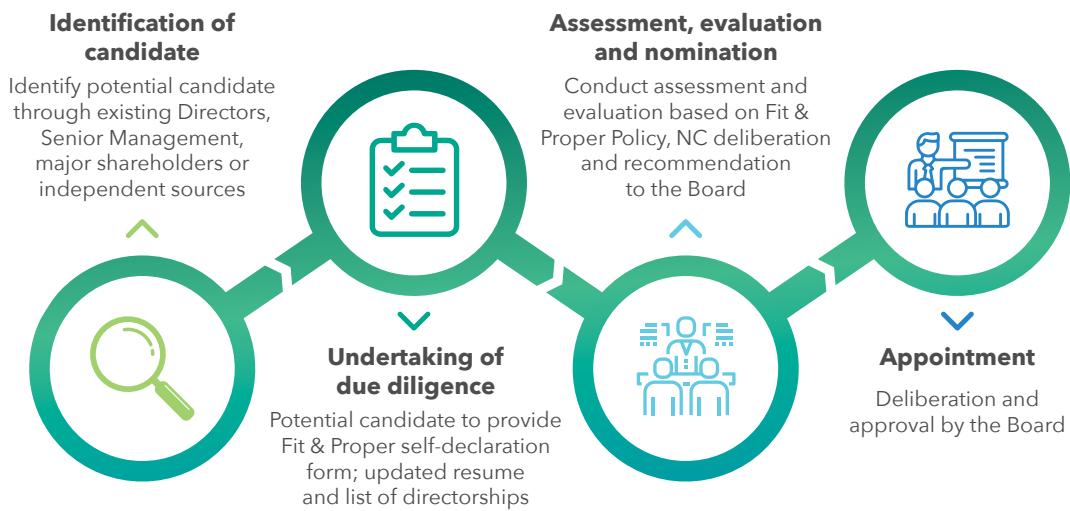 Identification of
candidate
Identify potential candidate
through existing Directors,
Senior Management,
major shareholders or
independent sources
Undertaking of
due diligence
Potential candidate to provide
Fit & Proper self-declaration
form; updated resume
and list of directorships
Assessment, evaluation
and nomination
Conduct assessment and
evaluation based on Fit &
Proper Policy, NC deliberation
and recommendation
to the Board
Appointment
Deliberation and
approval by the Board